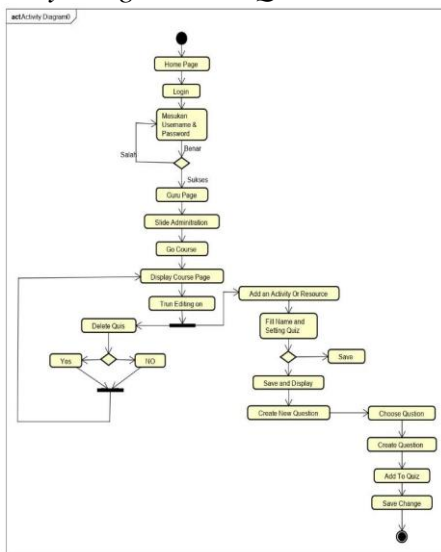 act Activity Diagram0
Home Page
Login
Masukan
Username &
Password
Salah
Benar
Sukses
Guru Page
Slide Adminitration
Go Course
Display Course Page
Trun Editing on
Add an Activity Or Resource
Delete Quis
Fill Name and
Setting Quiz
Yes
NO
Save
Save and Display
Create New Question
Choose Qustion
Create Question
Add To Quiz
Save Change